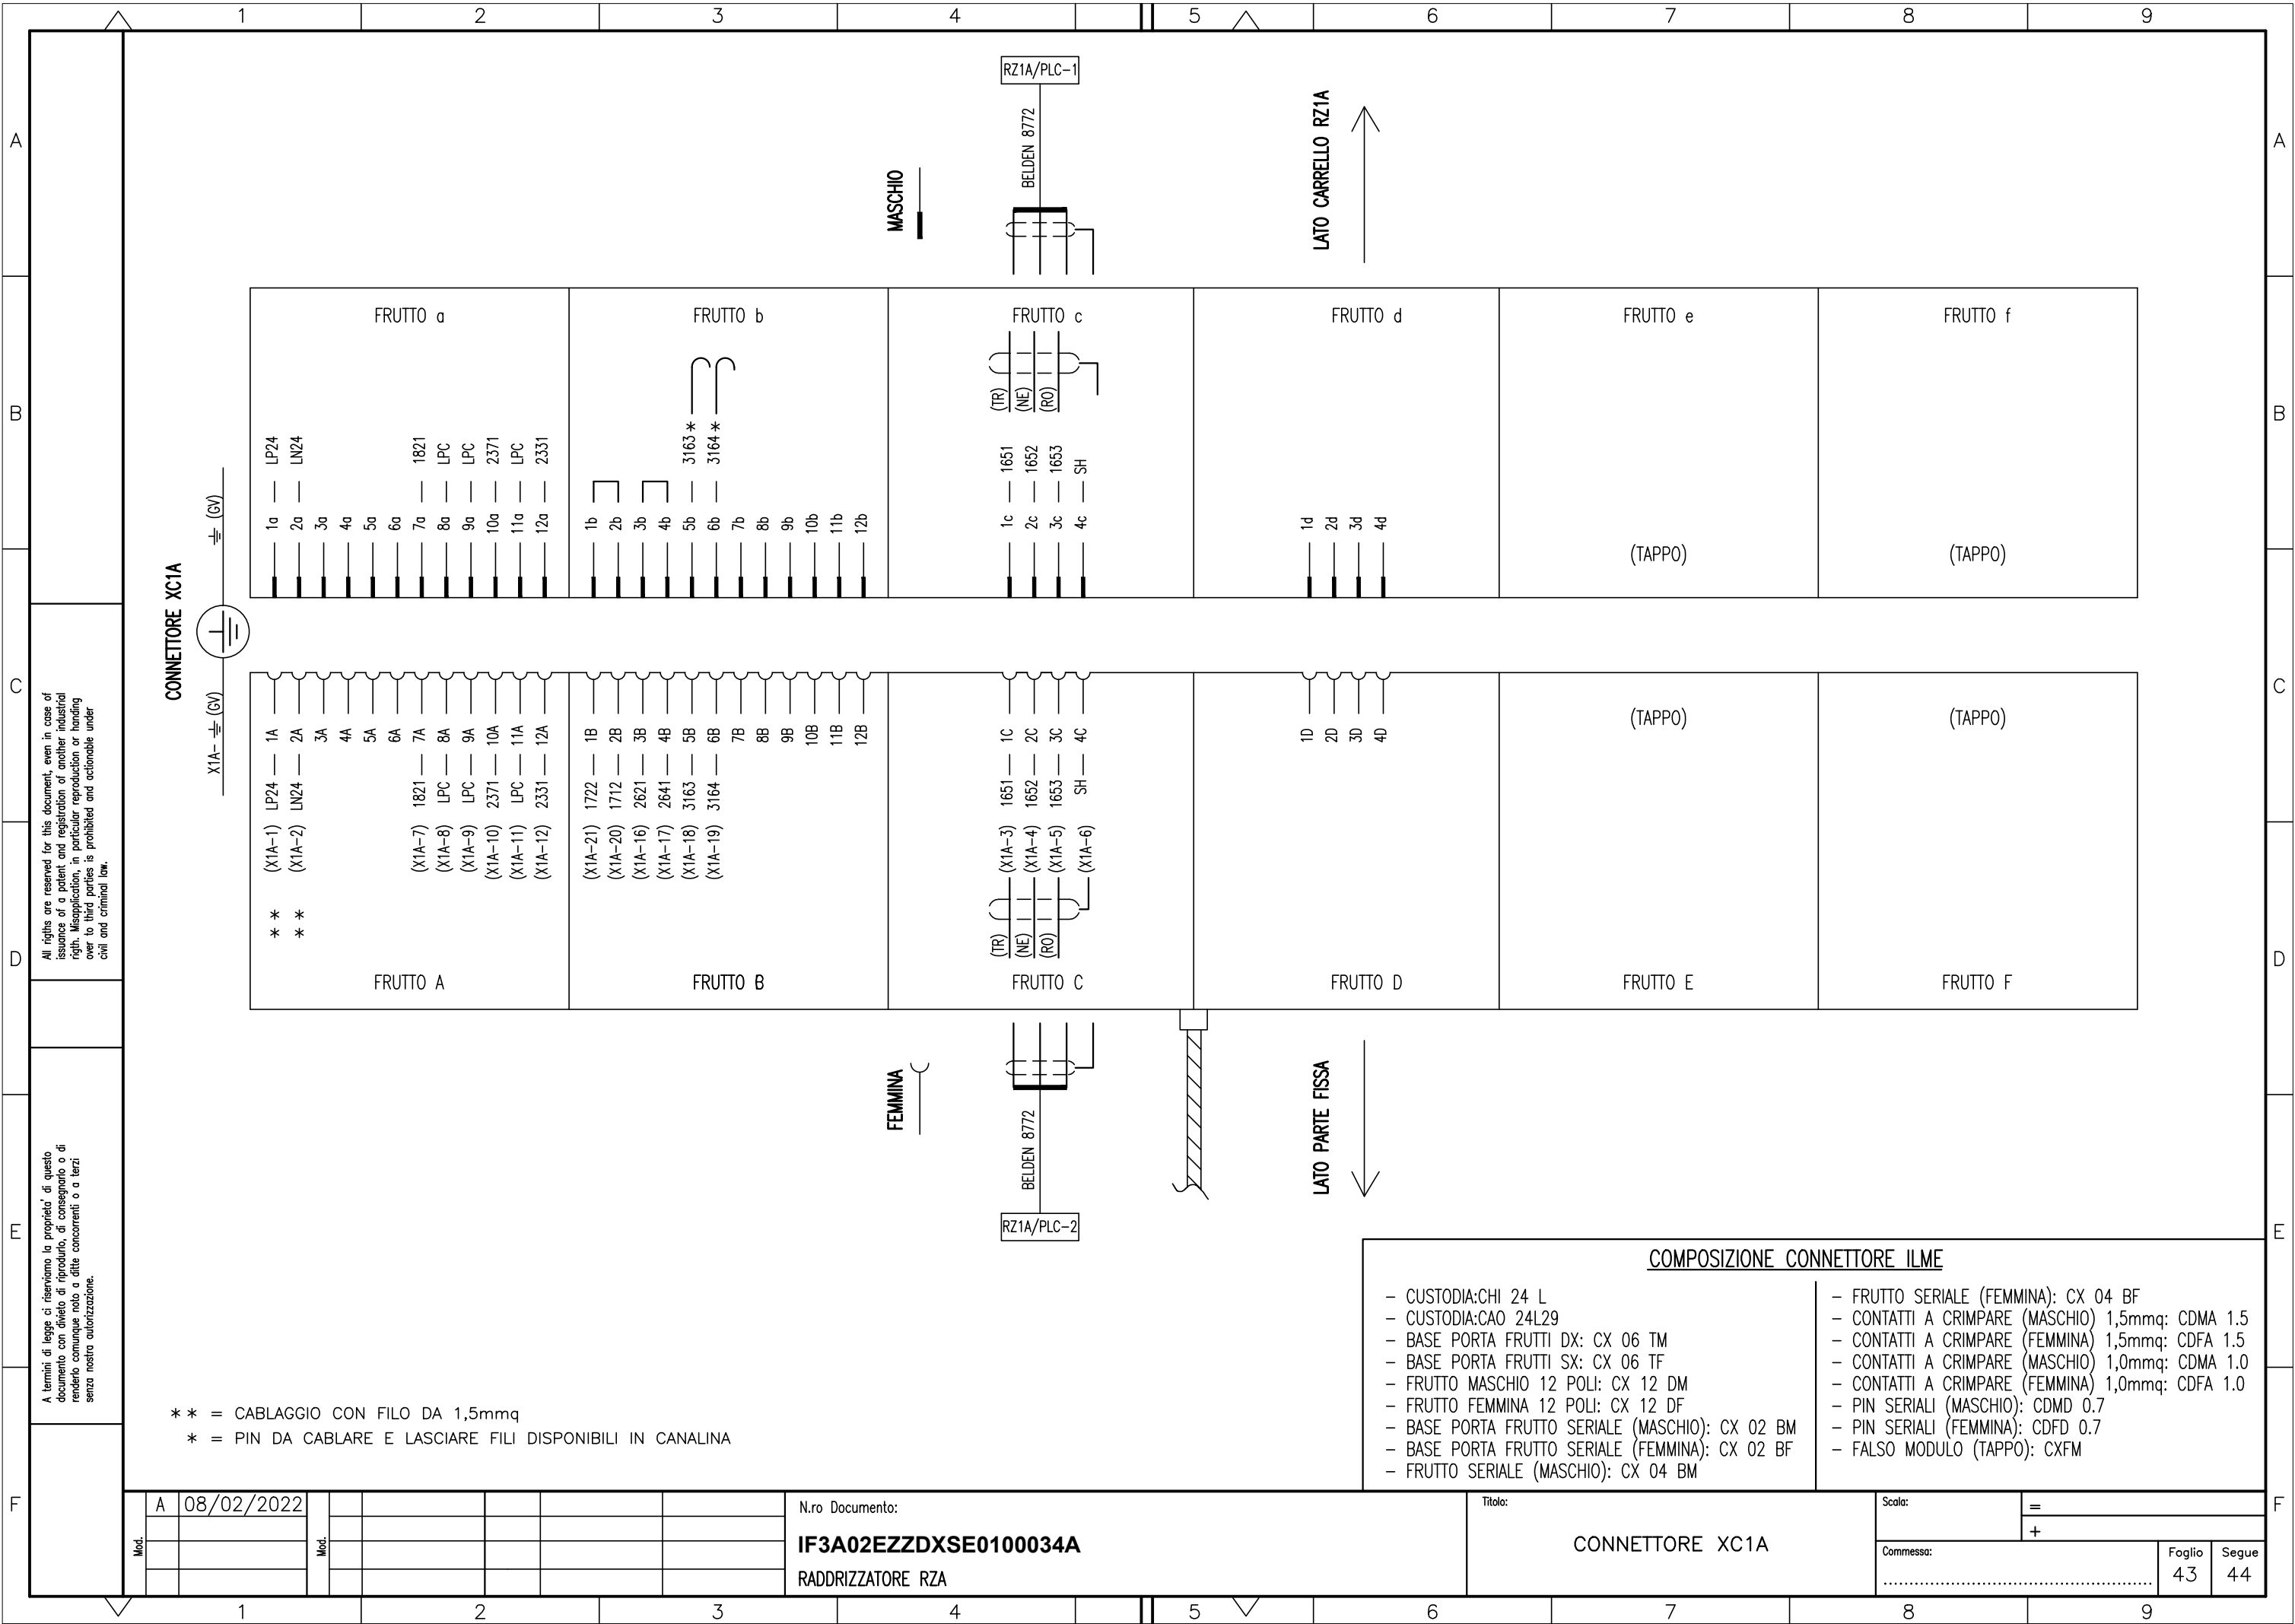 1 2 3 4 5 6 7 8 9
A A
B B
C C
D D
E E
F F
RZ1A/PLC-1
BELDEN 8772
MASCHIO
LATO CARRELLO RZ1A
CONNETTORE XC1A
(GV)
X1A- (GV)
FRUTTO a
FRUTTO b
FRUTTO c
FRUTTO d
FRUTTO e
FRUTTO f
(TR) (NE) (RO)
LP24 LN24 1821 LPC LPC 2371 LPC 2331
3163* 3164*
1651 1652 1653 SH
1a 2a 3a 4a 5a 6a 7a 8a 9a 10a 11a 12a
1b 2b 3b 4b 5b 6b 7b 8b 9b 10b 11b 12b
1c 2c 3c 4c
1d 2d 3d 4d
(TAPPO)
(TAPPO)
1A 2A 3A 4A 5A 6A 7A 8A 9A 10A 11A 12A
1B 2B 3B 4B 5B 6B 7B 8B 9B 10B 11B 12B
1C 2C 3C 4C
1D 2D 3D 4D
(TAPPO)
(TAPPO)
LP24 LN24 1821 LPC LPC 2371 LPC 2331
1722 1712 2621 2641 3163 3164
1651 1652 1653 SH
(X1A-1) (X1A-2) (X1A-7) (X1A-8) (X1A-9) (X1A-10) (X1A-11) (X1A-12)
(X1A-21) (X1A-20) (X1A-16) (X1A-17) (X1A-18) (X1A-19)
(X1A-3) (X1A-4) (X1A-5) (X1A-6)
** **
(TR) (NE) (RO)
FRUTTO A
FRUTTO B
FRUTTO C
FRUTTO D
FRUTTO E
FRUTTO F
FEMMINA
BELDEN 8772
RZ1A/PLC-2
LATO PARTE FISSA
All rigths are reserved for this document, even in case of
issuance of a patent and registration of another industrial
rigth. Misapplication, in particular reproduction or handing
over to third parties is prohibited and actionable under
civil and criminal law.
A termini di legge ci riserviamo la proprieta' di questo
documento con divieto di riprodurlo, di consegnarlo o di
renderlo comunque noto a ditte concorrenti o a terzi
senza nostra autorizzazione.
COMPOSIZIONE CONNETTORE ILME
- CUSTODIA:CHI 24 L
- CUSTODIA:CAO 24L29
- BASE PORTA FRUTTI DX: CX 06 TM
- BASE PORTA FRUTTI SX: CX 06 TF
- FRUTTO MASCHIO 12 POLI: CX 12 DM
- FRUTTO FEMMINA 12 POLI: CX 12 DF
- BASE PORTA FRUTTO SERIALE (MASCHIO): CX 02 BM
- BASE PORTA FRUTTO SERIALE (FEMMINA): CX 02 BF
- FRUTTO SERIALE (MASCHIO): CX 04 BM
- FRUTTO SERIALE (FEMMINA): CX 04 BF
- CONTATTI A CRIMPARE (MASCHIO) 1,5mmq: CDMA 1.5
- CONTATTI A CRIMPARE (FEMMINA) 1,5mmq: CDFA 1.5
- CONTATTI A CRIMPARE (MASCHIO) 1,0mmq: CDMA 1.0
- CONTATTI A CRIMPARE (FEMMINA) 1,0mmq: CDFA 1.0
- PIN SERIALI (MASCHIO): CDMD 0.7
- PIN SERIALI (FEMMINA): CDFD 0.7
- FALSO MODULO (TAPPO): CXFM
** = CABLAGGIO CON FILO DA 1,5mmq
* = PIN DA CABLARE E LASCIARE FILI DISPONIBILI IN CANALINA
A 08/02/2022
Mod.
Mod.
N.ro Documento:
IF3A02EZZDXSE0100034A
RADDRIZZATORE RZA
Titolo:
CONNETTORE XC1A
Scala:
=
+
Commessa:
Foglio
43
Segue
44
1 2 3 4 5 6 7 8 9